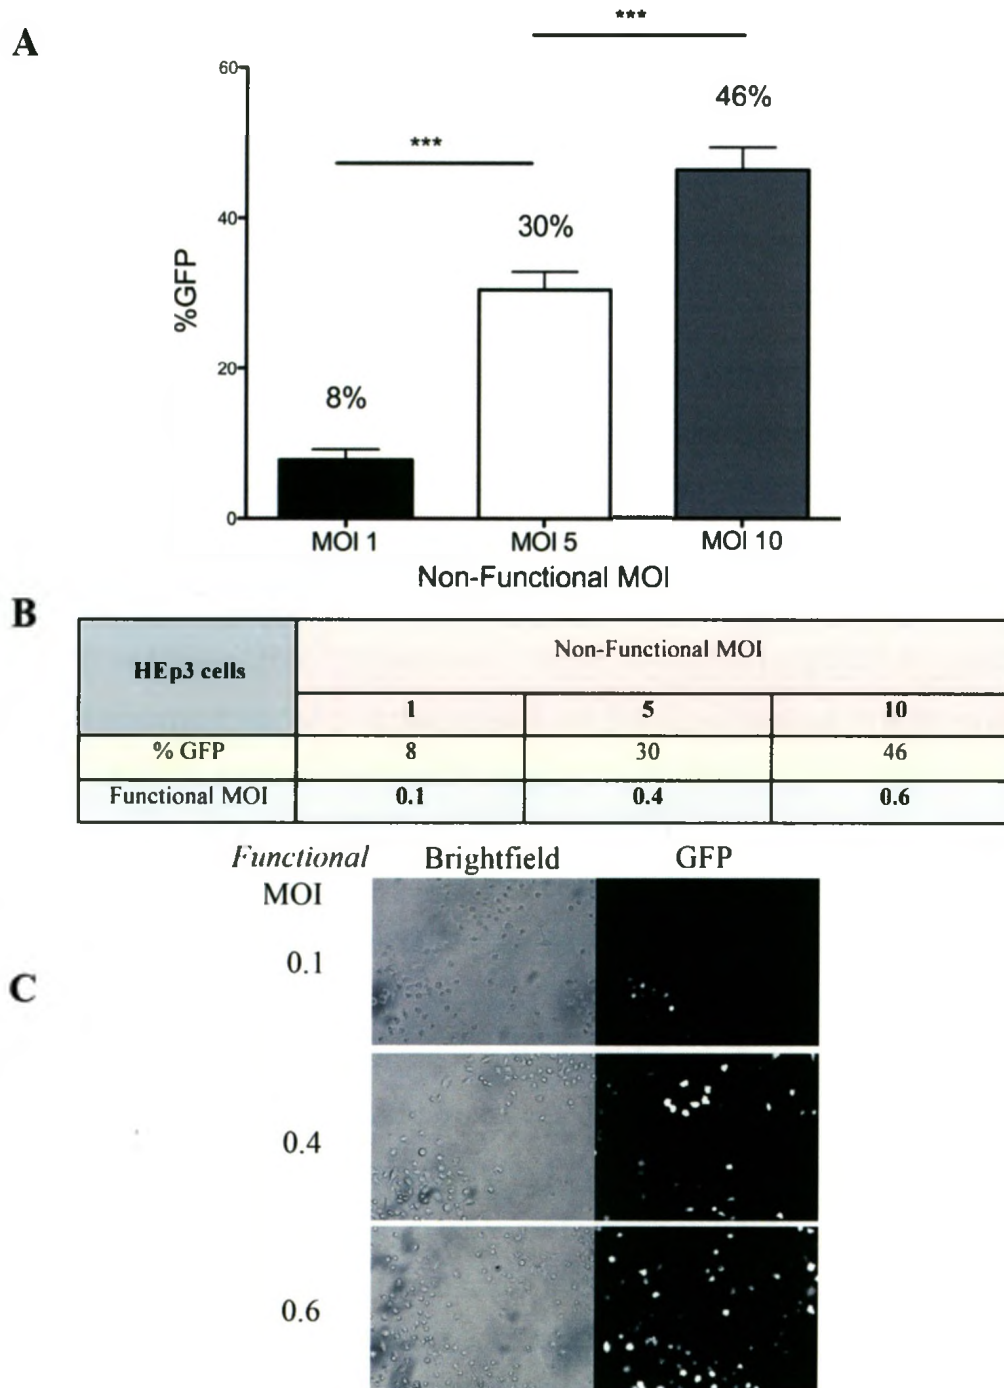 A
***
***
60
46%
40
30%
%GFP
20
8%
0
MOI 1 MOI 5 MOI 10
Non-Functional MOI
B
HEp3 cells
Non-Functional MOI
1 5 10
% GFP 8 30 46
Functional MOI 0.1 0.4 0.6
Functional Brightfield GFP
MOI
0.1
C
0.4
0.6